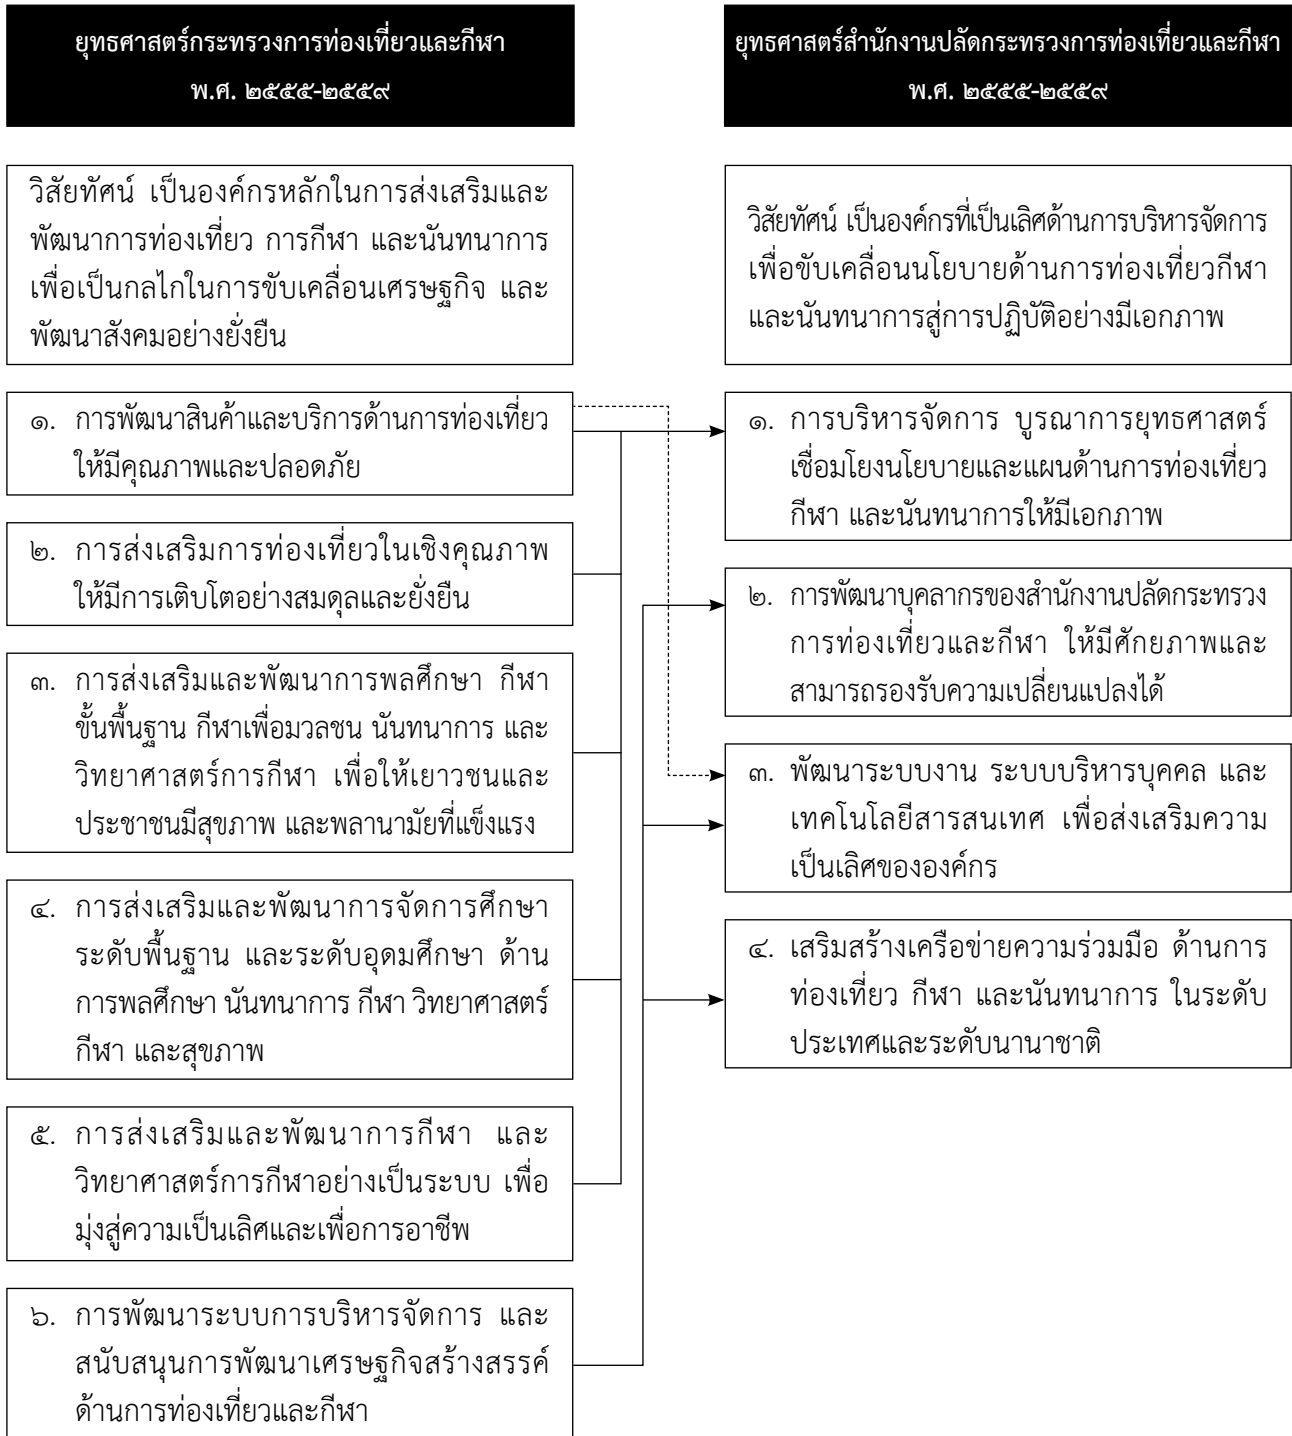 ยุทธศาสตร์กระทรวงการท่องเที่ยวและกีฬา
พ.ศ. ๒๕๕๕-๒๕๕๙
วิสัยทัศน์ เป็นองค์กรหลักในการส่งเสริมและ
พัฒนาการท่องเที่ยว การกีฬา และนันทนาการ
เพื่อเป็นกลไกในการขับเคลื่อนเศรษฐกิจ และ
พัฒนาสังคมอย่างยั่งยืน
๑. การพัฒนาสินค้าและบริการด้านการท่องเที่ยว
ให้มีคุณภาพและปลอดภัย
๒. การส่งเสริมการท่องเที่ยวในเชิงคุณภาพ
ให้มีการเติบโตอย่างสมดุลและยั่งยืน
๓. การส่งเสริมและพัฒนาการพลศึกษา กีฬา
ขั้นพื้นฐาน กีฬาเพื่อมวลชน นันทนาการ และ
วิทยาศาสตร์การกีฬา เพื่อให้เยาวชนและ
ประชาชนมีสุขภาพ และพลานามัยที่แข็งแรง
๔. การส่งเสริมและพัฒนาการจัดการศึกษา
ระดับพื้นฐาน และระดับอุดมศึกษา ด้าน
การพลศึกษา นันทนาการ กีฬา วิทยาศาสตร์
กีฬา และสุขภาพ
๕. การส่งเสริมและพัฒนาการกีฬา และ
วิทยาศาสตร์การกีฬาอย่างเป็นระบบ เพื่อ
มุ่งสู่ความเป็นเลิศและเพื่อการอาชีพ
๖. การพัฒนาระบบการบริหารจัดการ และ
สนับสนุนการพัฒนาเศรษฐกิจสร้างสรรค์
ด้านการท่องเที่ยวและกีฬา
ยุทธศาสตร์สำนักงานปลัดกระทรวงการท่องเที่ยวและกีฬา
พ.ศ. ๒๕๕๕-๒๕๕๙
วิสัยทัศน์ เป็นองค์กรที่เป็นเลิศด้านการบริหารจัดการ
เพื่อขับเคลื่อนนโยบายด้านการท่องเที่ยวกีฬา
และนันทนาการสู่การปฏิบัติอย่างมีเอกภาพ
๑. การบริหารจัดการ บูรณาการยุทธศาสตร์
เชื่อมโยงนโยบายและแผนด้านการท่องเที่ยว
กีฬา และนันทนาการให้มีเอกภาพ
๒. การพัฒนาบุคลากรของสำนักงานปลัดกระทรวง
การท่องเที่ยวและกีฬา ให้มีศักยภาพและ
สามารถรองรับความเปลี่ยนแปลงได้
๓. พัฒนาระบบงาน ระบบบริหารบุคคล และ
เทคโนโลยีสารสนเทศ เพื่อส่งเสริมความ
เป็นเลิศขององค์กร
๔. เสริมสร้างเครือข่ายความร่วมมือ ด้านการ
ท่องเที่ยว กีฬา และนันทนาการ ในระดับ
ประเทศและระดับนานาชาติ